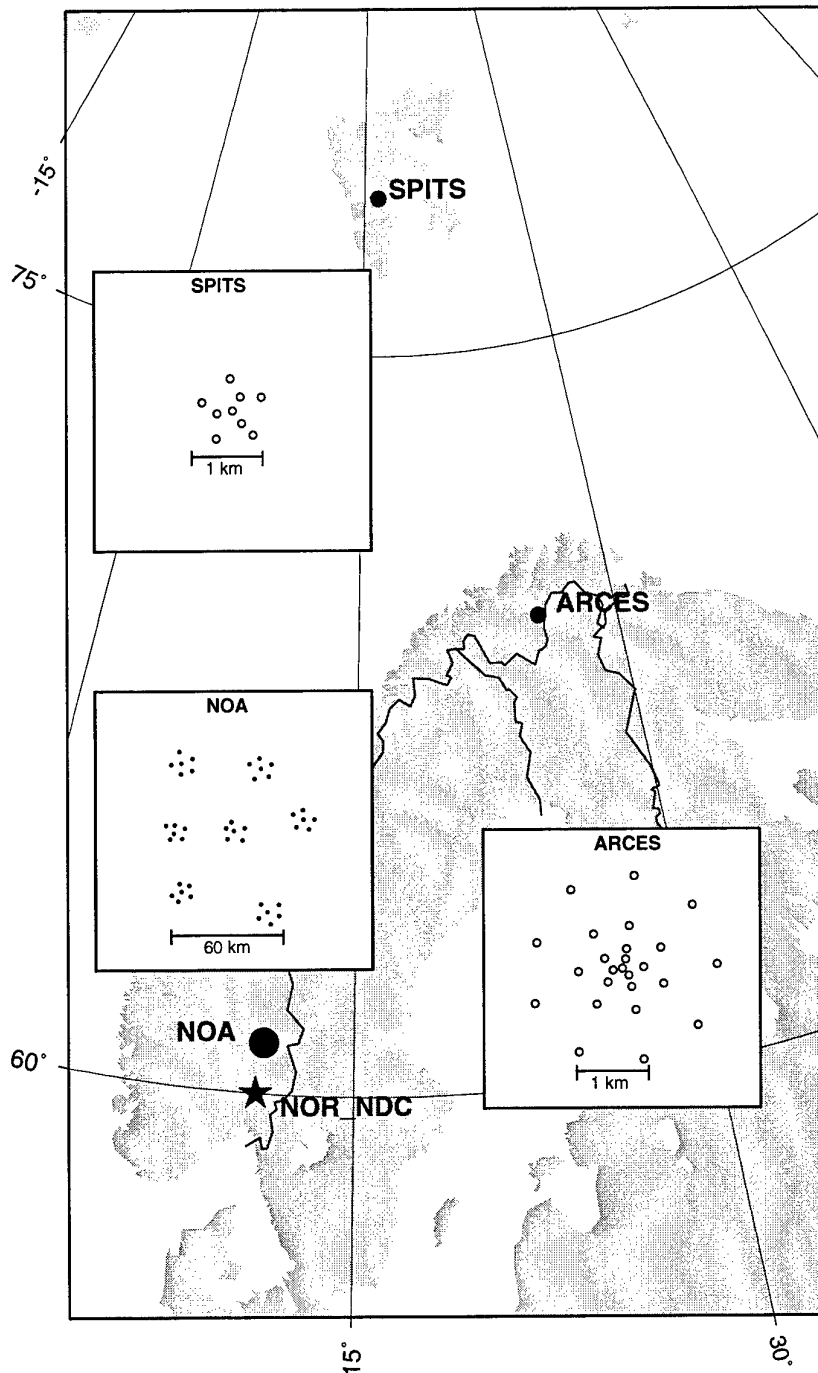 -15°
SPITS
75°
SPITS
1 km
ARCES
NOA
60 km
ARCES
1 km
NOA
60°
NOR_NDC
15°
30°